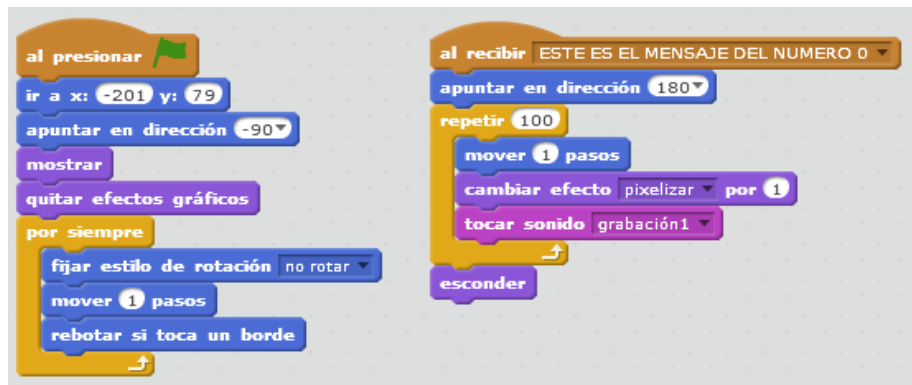 al presionar
ir a x: -201 y: 79
apuntar en dirección -90
mostrar
quitar efectos gráficos
por siempre
fijar estilo de rotación no rotar
mover 1 pasos
rebotar si toca un borde
al recibir ESTE ES EL MENSAJE DEL NUMERO 0
apuntar en dirección 180
repetir 100
mover 1 pasos
cambiar efecto pixelizar por 1
tocar sonido grabación1
esconder